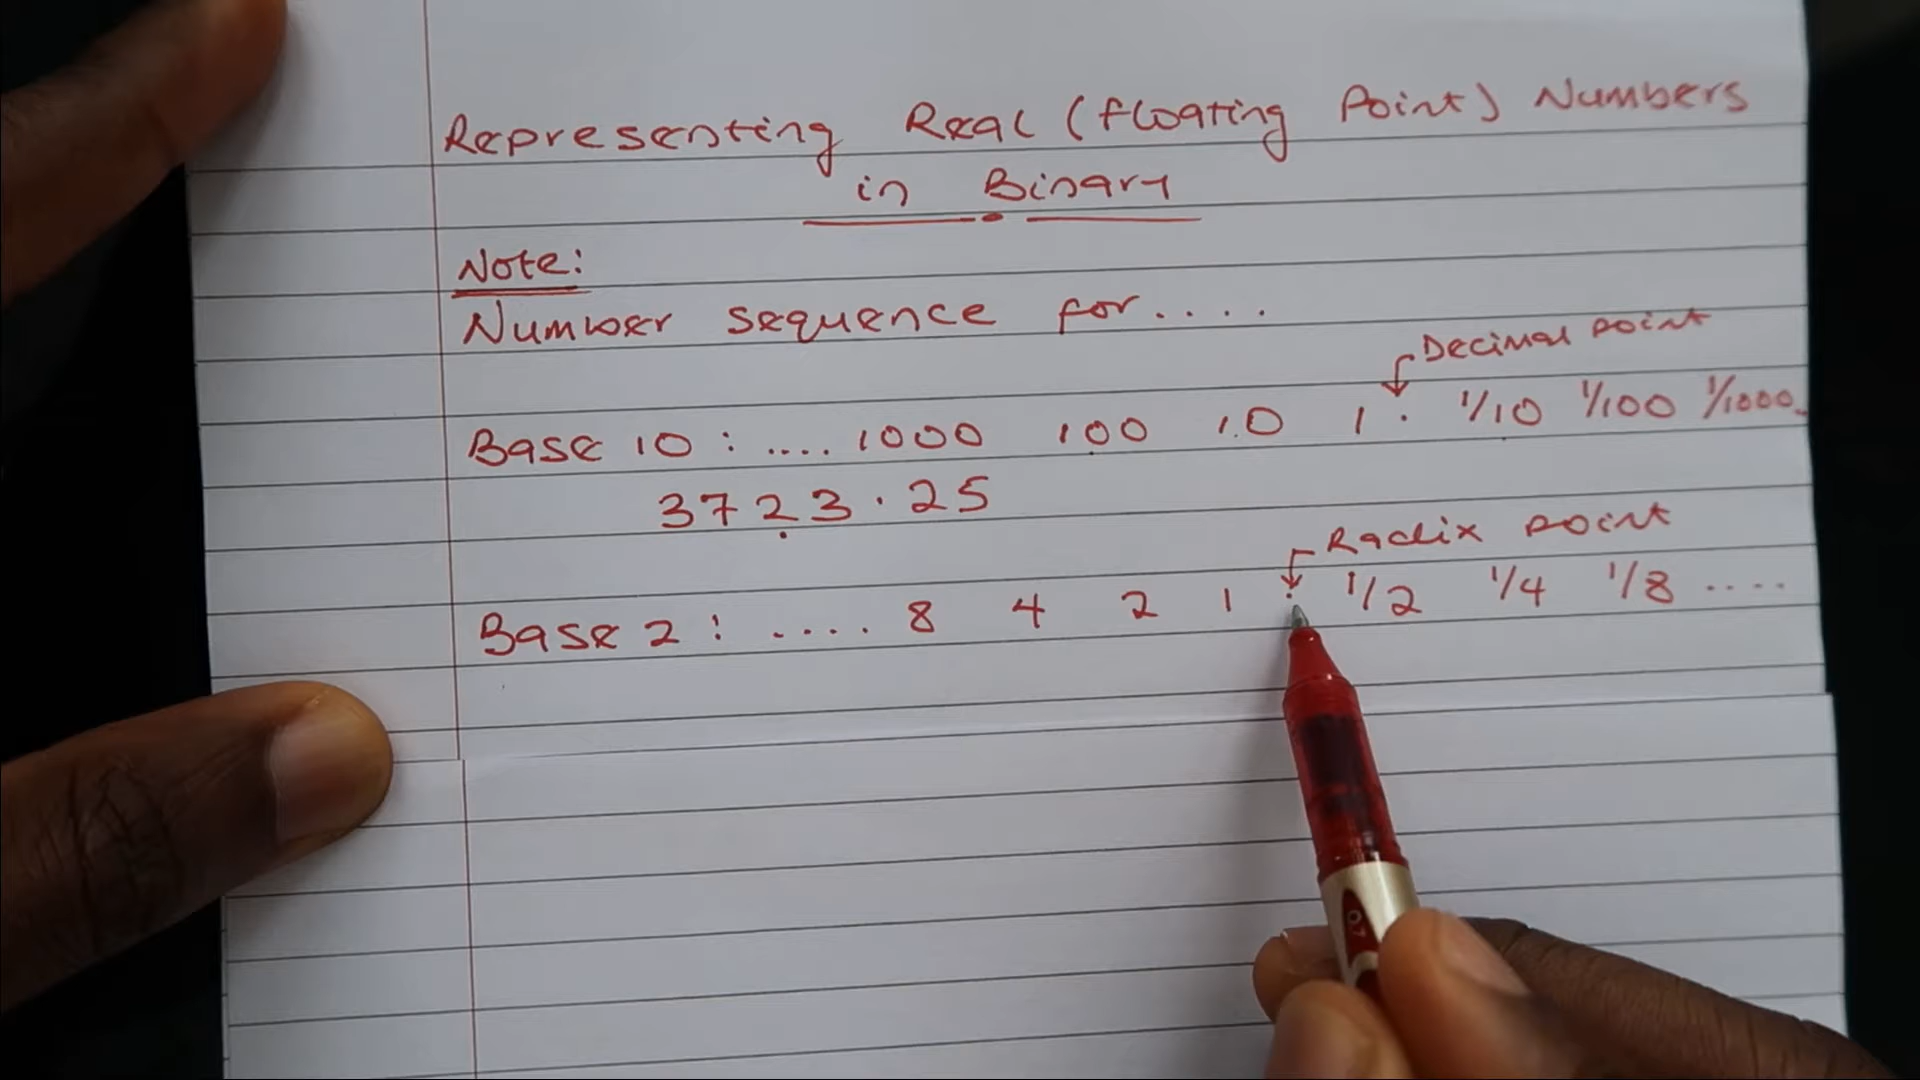 Representing Real (floating Point) Numbers
in Binary
Note:
Number sequence for....
Decimal point
Base 10 : .... 1000 100 10 1 . 1/10 1/100 1/1000
3723.25
Radix point
Base 2 : .... 8 4 2 1 . 1/2 1/4 1/8 ....
0.7